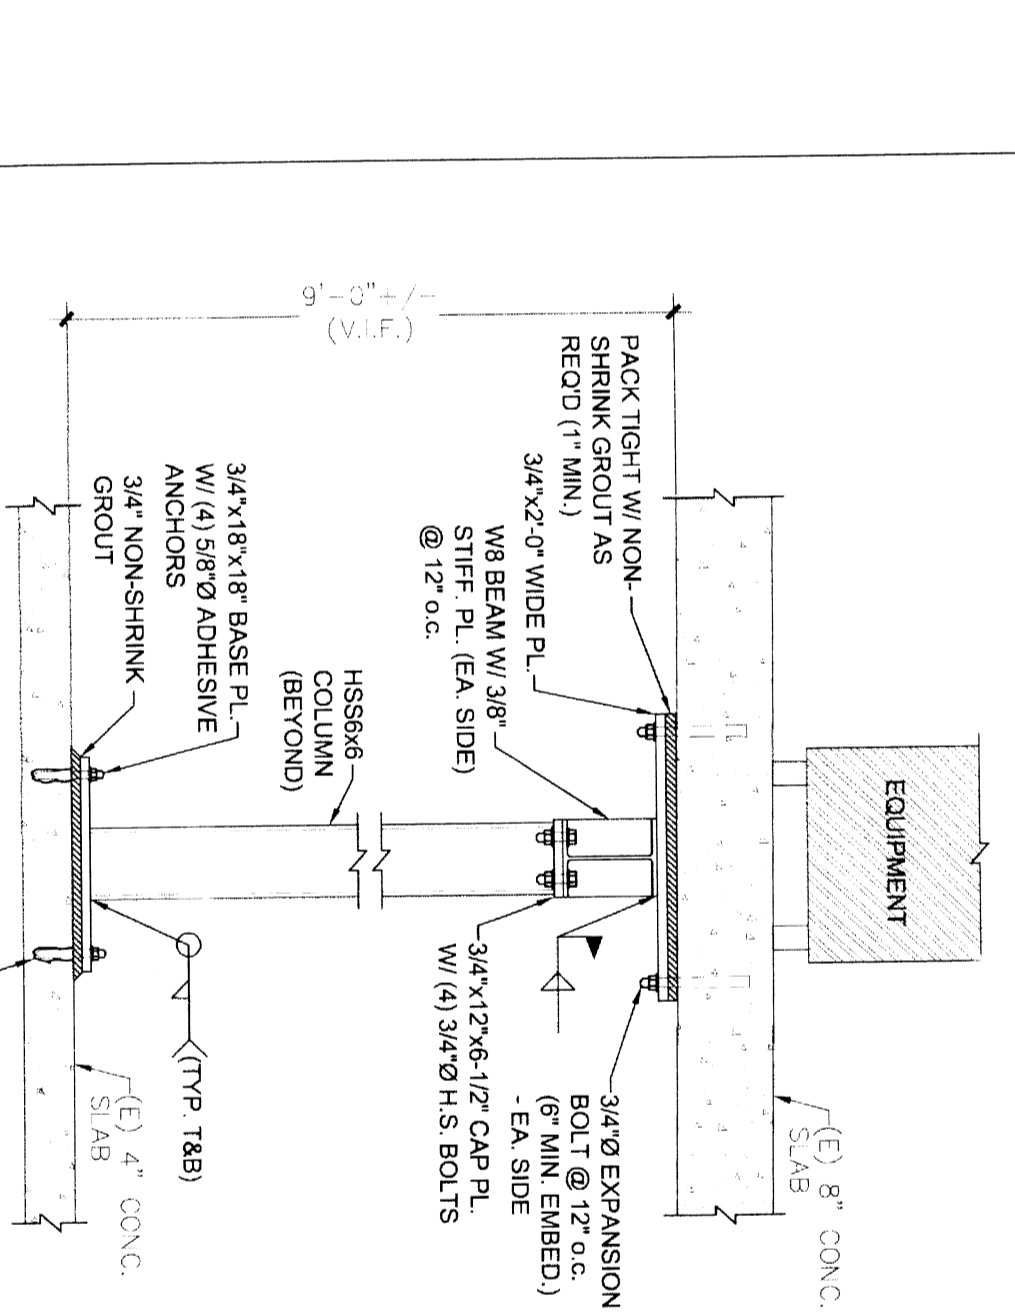 EQUIPMENT
(E) 8" CONC.
SLAB
PACK TIGHT W/ NON-
SHRINK GROUT AS
REQ'D (1" MIN.)
3/4"x2'-0" WIDE PL.
W8 BEAM W/ 3/8"
STIFF. PL. (EA. SIDE)
@ 12" o.c.
3/4"Ø EXPANSION
BOLT @ 12" o.c.
(6" MIN. EMBED.)
- EA. SIDE
9'-0"+/-
(V.I.F.)
3/4"x12"x6-1/2" CAP PL.
W/ (4) 3/4"Ø H.S. BOLTS
HSS6x6
COLUMN
(BEYOND)
3/4"x18"x18" BASE PL.
W/ (4) 5/8"Ø ADHESIVE
ANCHORS
(TYP. T&B)
3/4" NON-SHRINK
GROUT
(E) 4" CONC.
SLAB